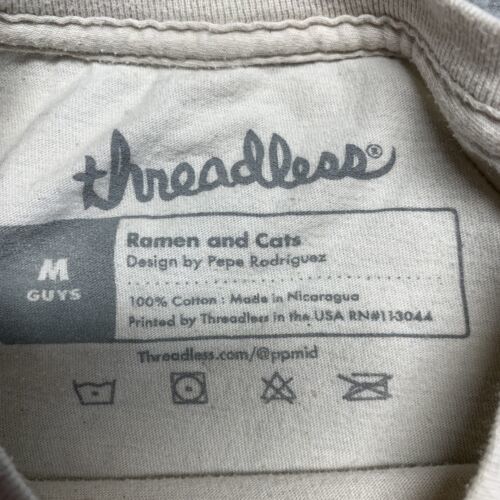 threadless®
M
GUYS
Ramen and Cats
Design by Pepe Rodríguez
100% Cotton : Made in Nicaragua
Printed by Threadless in the USA RN#113044
Threadless.com/@ppmid